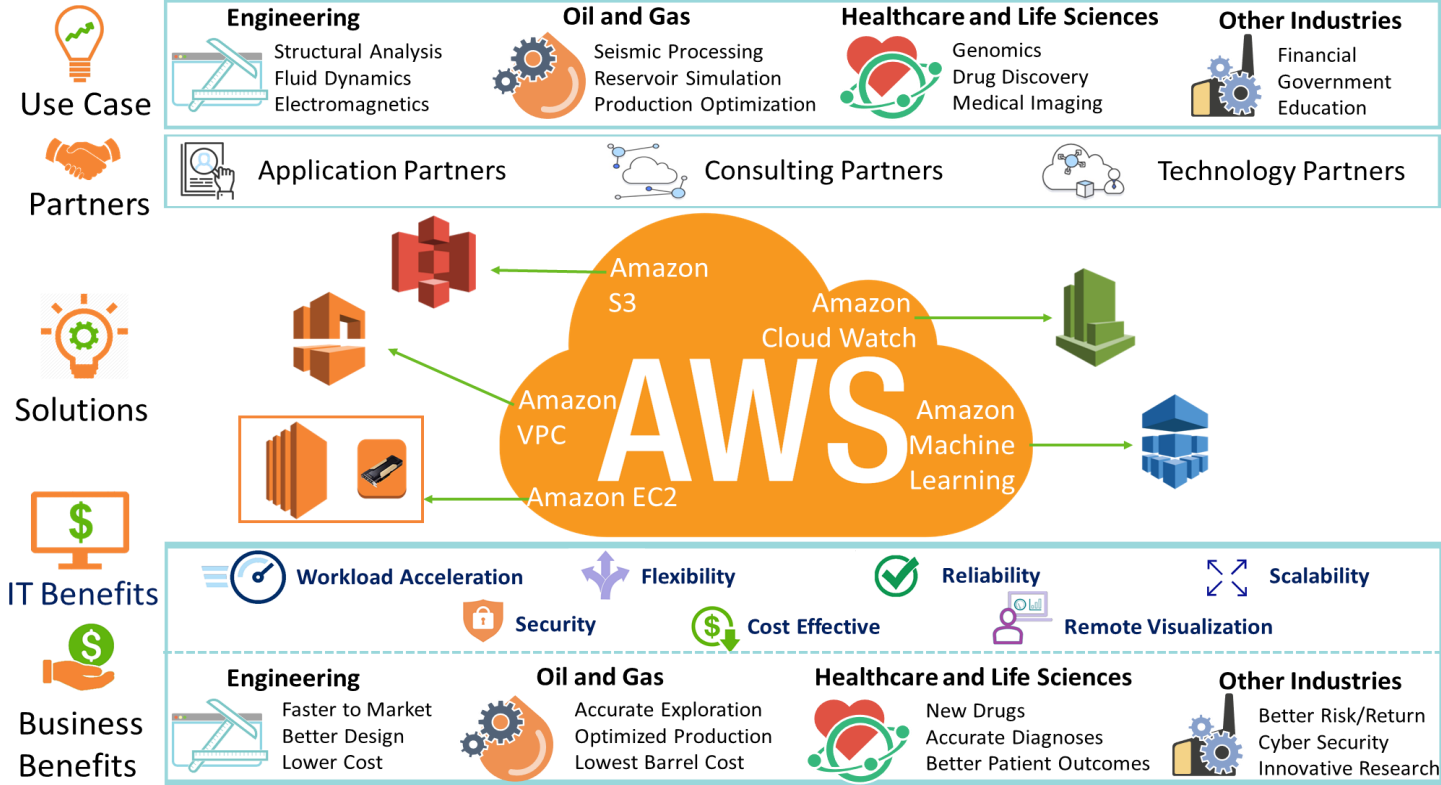 Use Case
Engineering
Structural Analysis
Fluid Dynamics
Electromagnetics
Oil and Gas
Seismic Processing
Reservoir Simulation
Production Optimization
Healthcare and Life Sciences
Genomics
Drug Discovery
Medical Imaging
Other Industries
Financial
Government
Education
Partners
Application Partners
Consulting Partners
Technology Partners
Solutions
Amazon
S3
Amazon
Cloud Watch
AWS
Amazon
VPC
Amazon
Machine
Learning
Amazon EC2
$
IT Benefits
Workload Acceleration
Flexibility
Reliability
Scalability
Security
$
Cost Effective
Remote Visualization
$
Business
Benefits
Engineering
Faster to Market
Better Design
Lower Cost
Oil and Gas
Accurate Exploration
Optimized Production
Lowest Barrel Cost
Healthcare and Life Sciences
New Drugs
Accurate Diagnoses
Better Patient Outcomes
Other Industries
Better Risk/Return
Cyber Security
Innovative Research